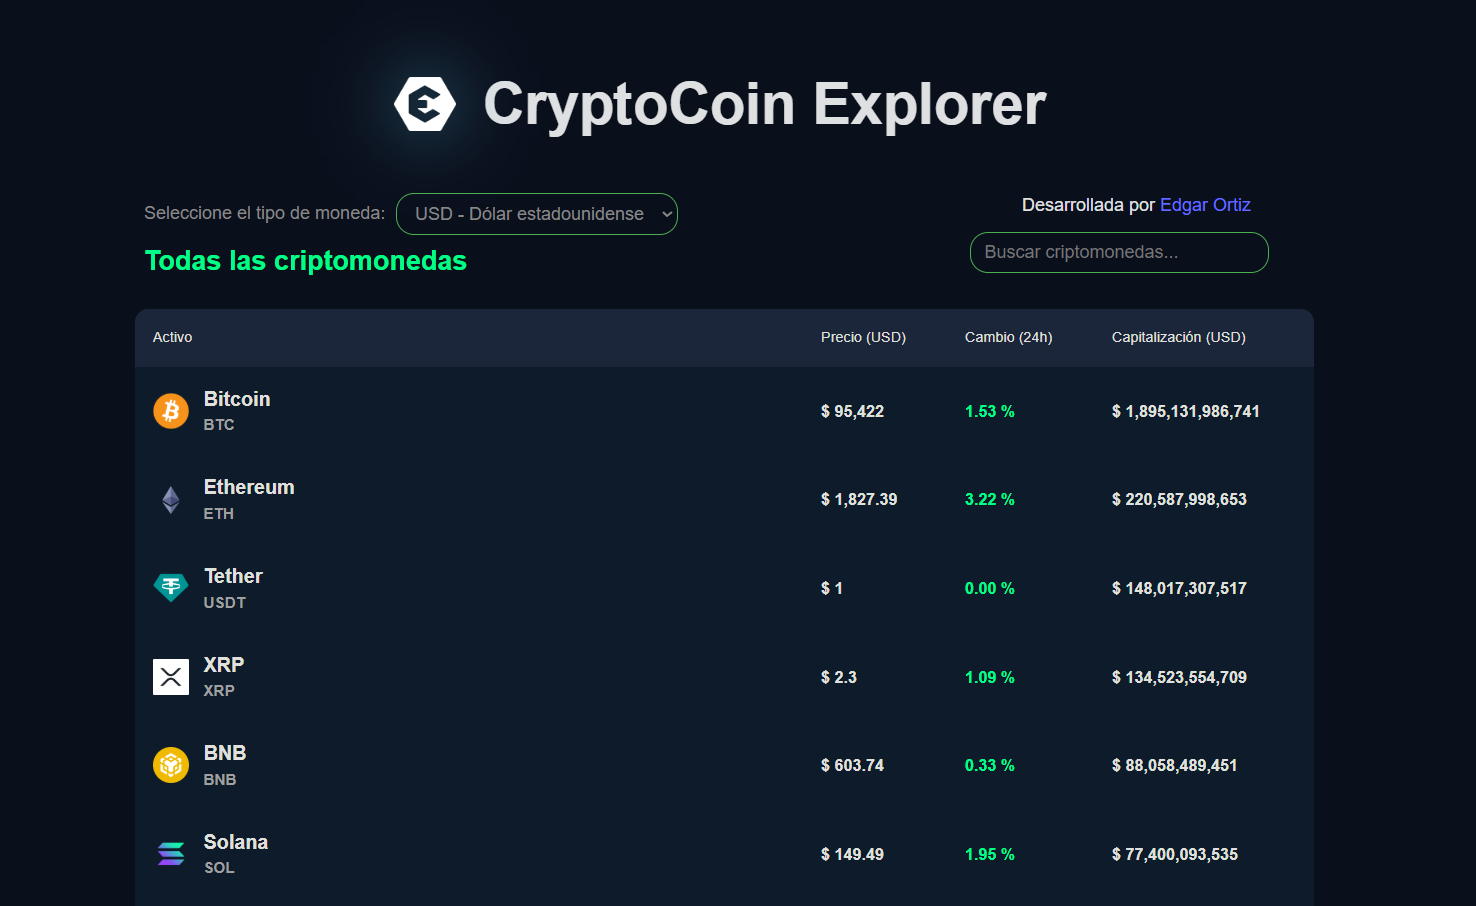 CryptoCoin Explorer
Seleccione el tipo de moneda: USD - Dólar estadounidense
Desarrollada por Edgar Ortiz
Todas las criptomonedas
Buscar criptomonedas...
Activo Precio (USD) Cambio (24h) Capitalización (USD)
Bitcoin
BTC
$ 95,422 1.53 % $ 1,895,131,986,741
Ethereum
ETH
$ 1,827.39 3.22 % $ 220,587,998,653
Tether
USDT
$ 1 0.00 % $ 148,017,307,517
XRP
XRP
$ 2.3 1.09 % $ 134,523,554,709
BNB
BNB
$ 603.74 0.33 % $ 88,058,489,451
Solana
SOL
$ 149.49 1.95 % $ 77,400,093,535